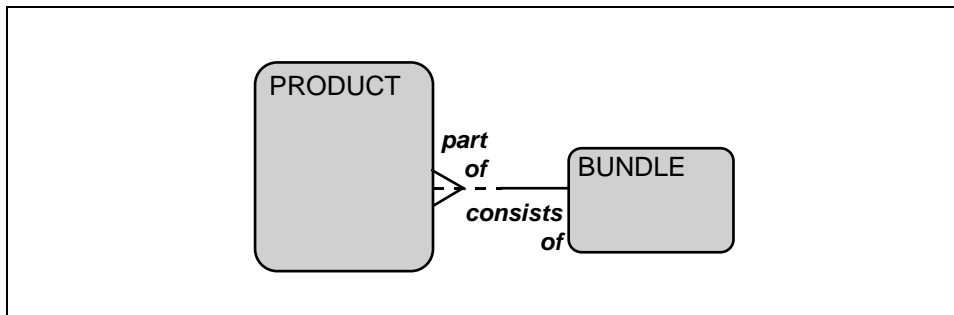 PRODUCT
part
of
BUNDLE
consists
of